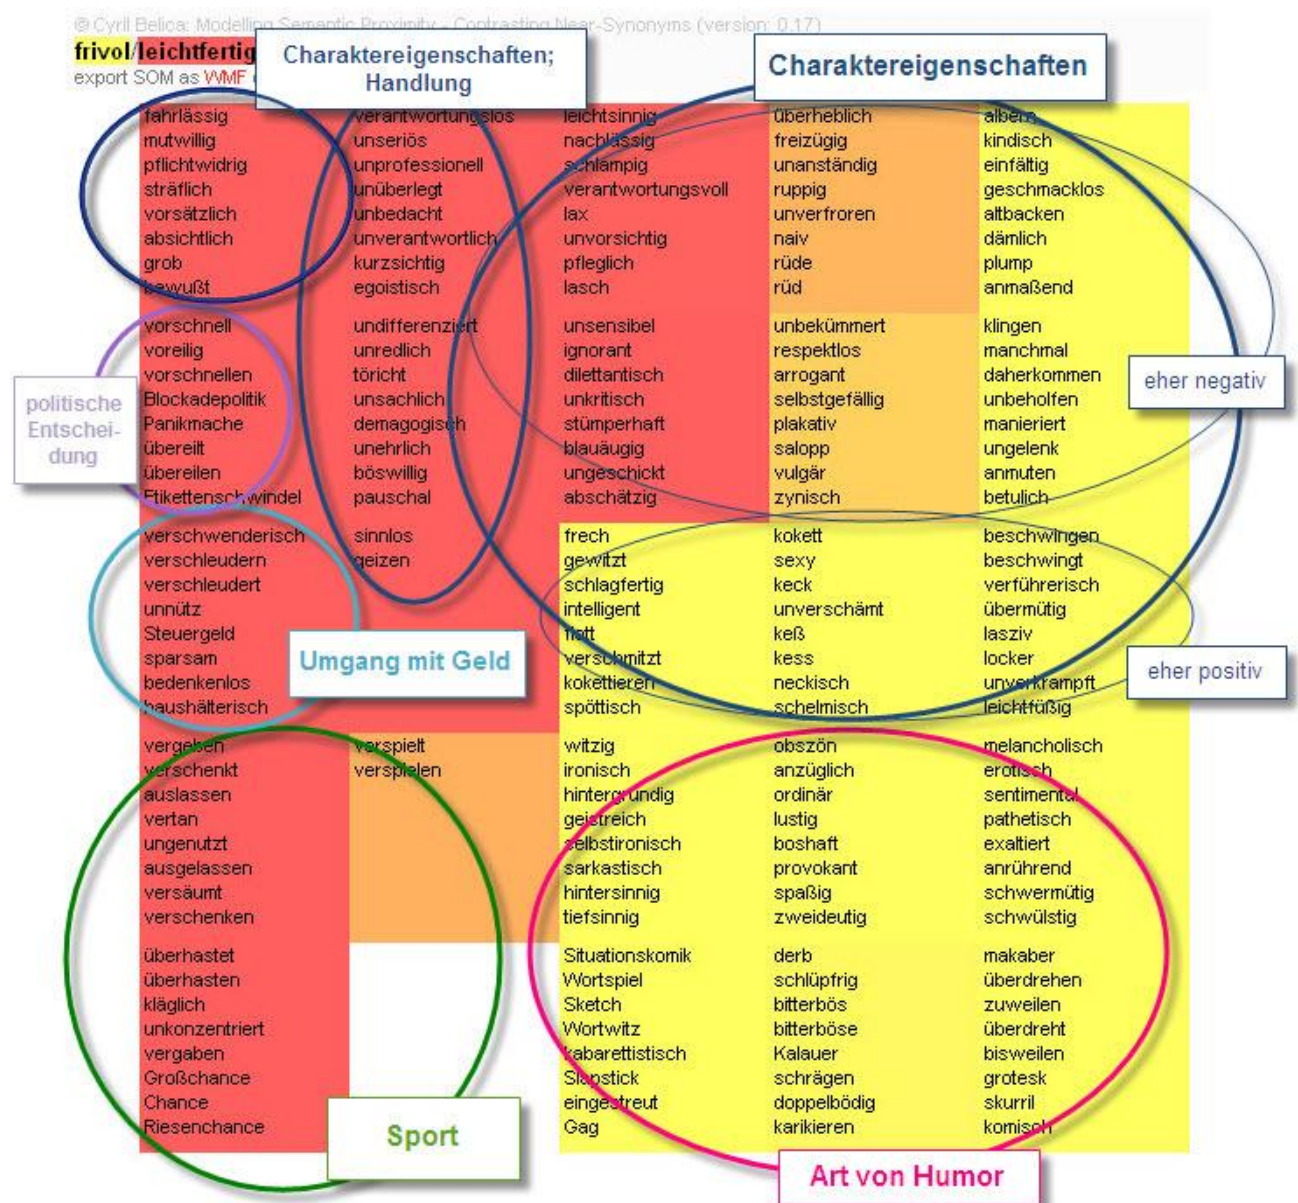 © Cyril Belica: Modelling Semantic Proximity - Contrasting Near-Synonyms (version: 0.17)
frivol/leichtfertig
export SOM as WMF
Charaktereigenschaften;
Handlung
Charaktereigenschaften
fahrlässig verantwortungslos leichtsinnig überheblich albern
mutwillig unseriös nachlässig freizügig kindisch
pflichtwidrig unprofessionell schlampig unanständig einfältig
sträflich unüberlegt verantwortungsvoll ruppig geschmacklos
vorsätzlich unbedacht lax unverfroren altbacken
absichtlich unverantwortlich unvorsichtig naiv dämlich
grob kurzsichtig pfleglich rüde plump
bewußt egoistisch lasch rüd anmaßend
vorschnell undifferenziert unsensibel unbekümmert klingen
voreilig unredlich ignorant respektlos manchmal
vorschnellen töricht dilettantisch arrogant daherkommen
Blockadepolitik unsachlich unkritisch selbstgefällig unbeholfen
Panikmache demagogisch stümperhaft plakativ manieriert
übereilt unehrlich blauäugig salopp ungelenk
übereilen böswillig ungeschickt vulgär anmuten
Etikettenschwindel pauschal abschätzig zynisch betulich
eher negativ
politische
Entschei-
dung
verschwenderisch sinnlos frech kokett beschwingen
verschleudern geizen gewitzt sexy beschwingt
verschleudert schlagfertig keck verführerisch
unnütz intelligent unverschämt übermütig
Steuergeld flott keß lasziv
sparsam verschmitzt kess locker
bedenkenlos kokettieren neckisch unverkrampft
haushälterisch spöttisch schelmisch leichtfüßig
Umgang mit Geld
eher positiv
vergeben verspielt witzig obszön melancholisch
verschenkt verspielen ironisch anzüglich erotisch
auslassen hintergründig ordinär sentimental
vertan geistreich lustig pathetisch
ungenutzt selbstironisch boshaft exaltiert
ausgelassen sarkastisch provokant anrührend
versäumt hintersinnig spaßig schwermütig
verschenken tiefsinnig zweideutig schwülstig
überhastet Situationskomik derb makaber
überhasten Wortspiel schlüpfrig überdrehen
kläglich Sketch bitterbös zuweilen
unkonzentriert Wortwitz bitterböse überdreht
vergaben kabarettistisch Kalauer bisweilen
Großchance Slapstick schrägen grotesk
Chance eingestreut doppelbödig skurril
Riesenchance Gag karikieren komisch
Sport
Art von Humor